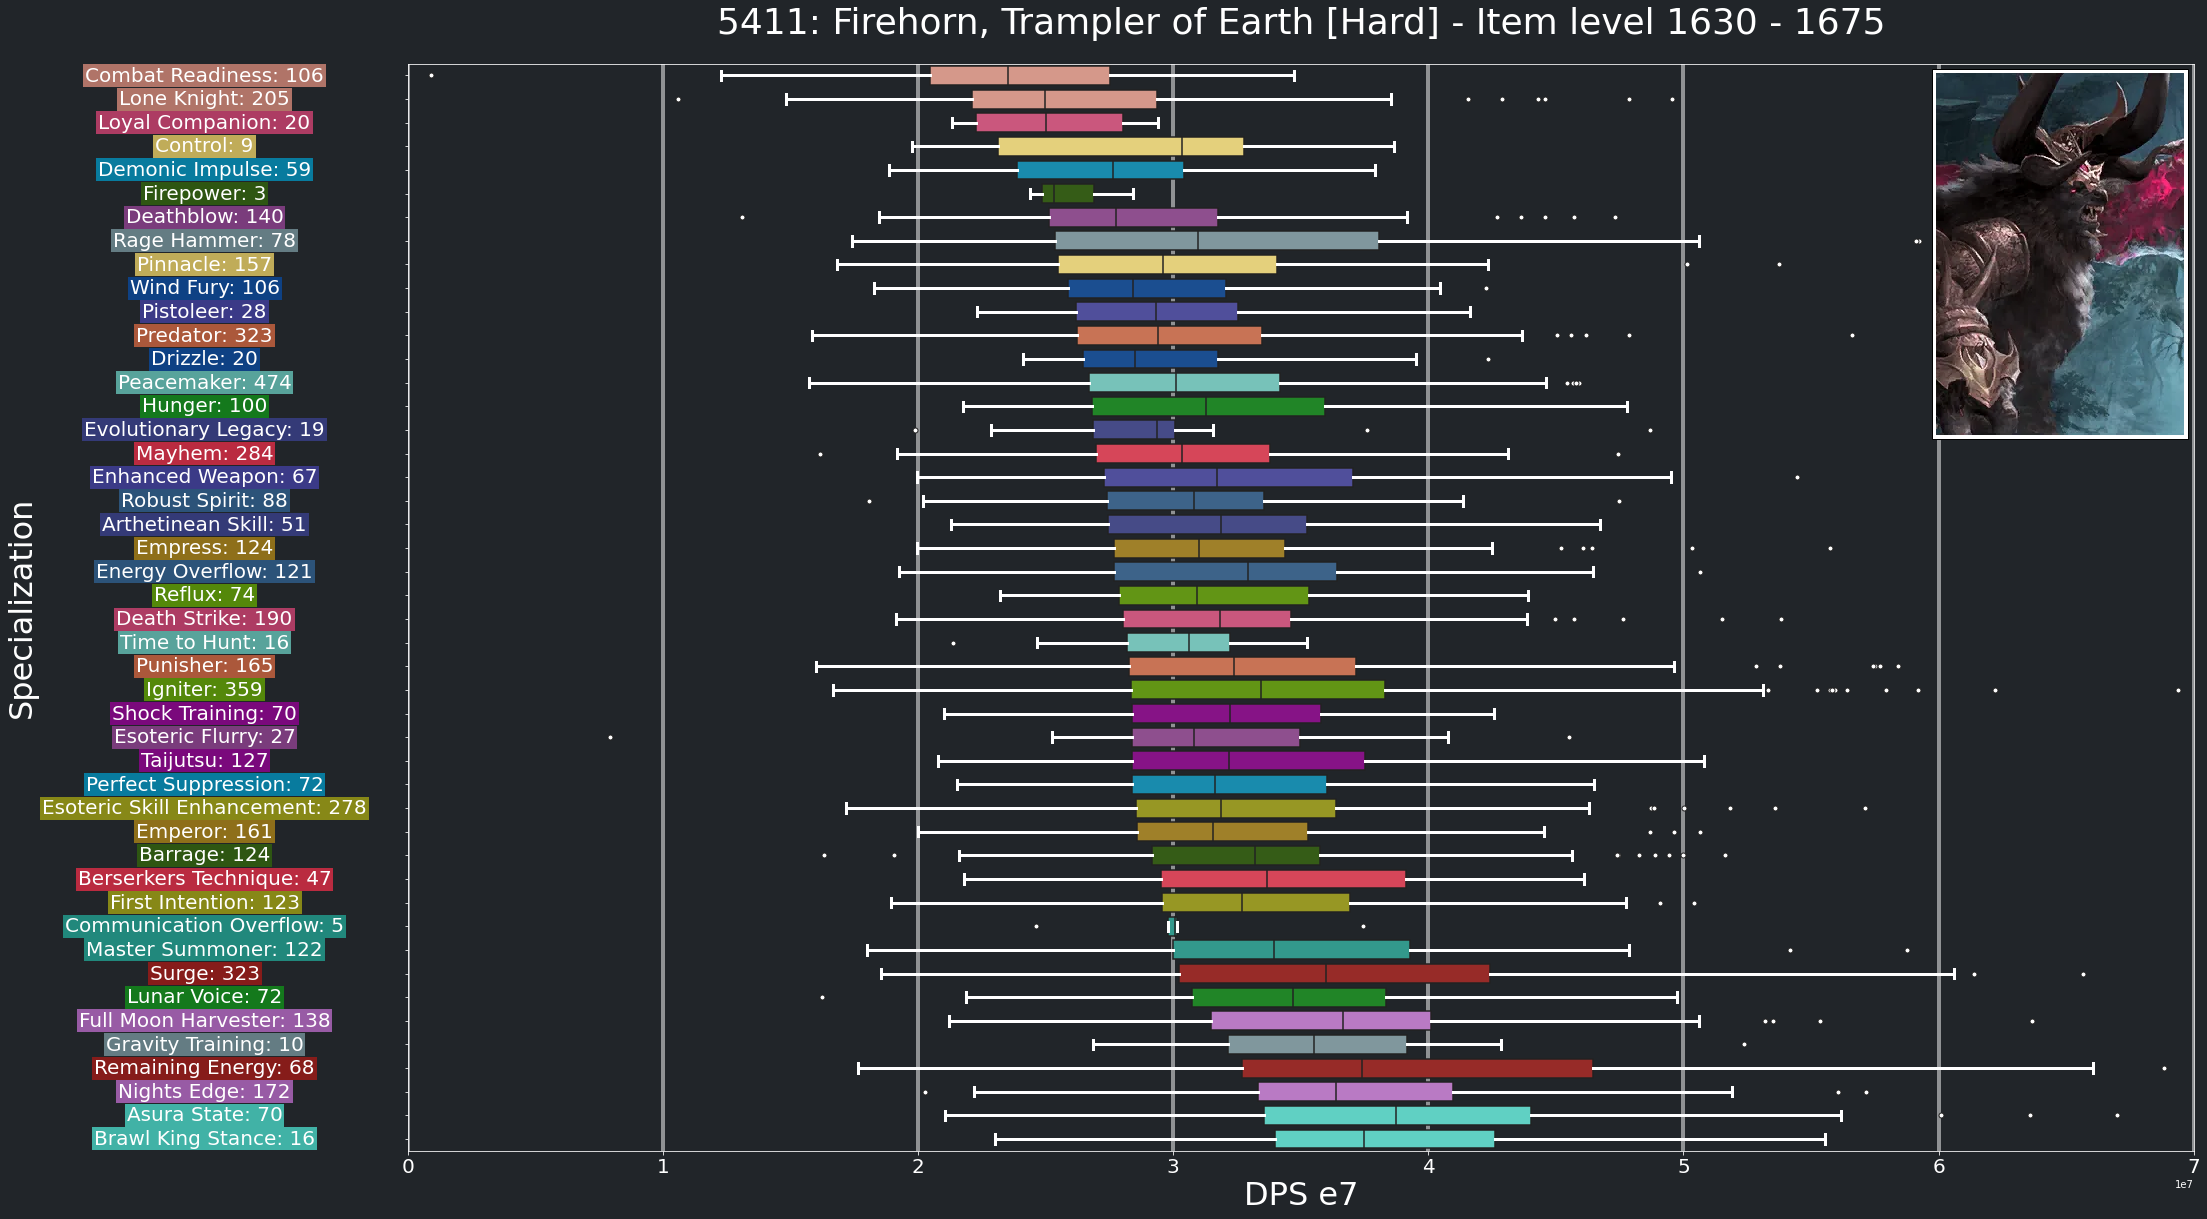 5411: Firehorn, Trampler of Earth [Hard] - Item level 1630 - 1675
Specialization
Combat Readiness: 106
Lone Knight: 205
Loyal Companion: 20
Control: 9
Demonic Impulse: 59
Firepower: 3
Deathblow: 140
Rage Hammer: 78
Pinnacle: 157
Wind Fury: 106
Pistoleer: 28
Predator: 323
Drizzle: 20
Peacemaker: 474
Hunger: 100
Evolutionary Legacy: 19
Mayhem: 284
Enhanced Weapon: 67
Robust Spirit: 88
Arthetinean Skill: 51
Empress: 124
Energy Overflow: 121
Reflux: 74
Death Strike: 190
Time to Hunt: 16
Punisher: 165
Igniter: 359
Shock Training: 70
Esoteric Flurry: 27
Taijutsu: 127
Perfect Suppression: 72
Esoteric Skill Enhancement: 278
Emperor: 161
Barrage: 124
Berserkers Technique: 47
First Intention: 123
Communication Overflow: 5
Master Summoner: 122
Surge: 323
Lunar Voice: 72
Full Moon Harvester: 138
Gravity Training: 10
Remaining Energy: 68
Nights Edge: 172
Asura State: 70
Brawl King Stance: 16
0 1 2 3 4 5 6 7
DPS e7
1e7